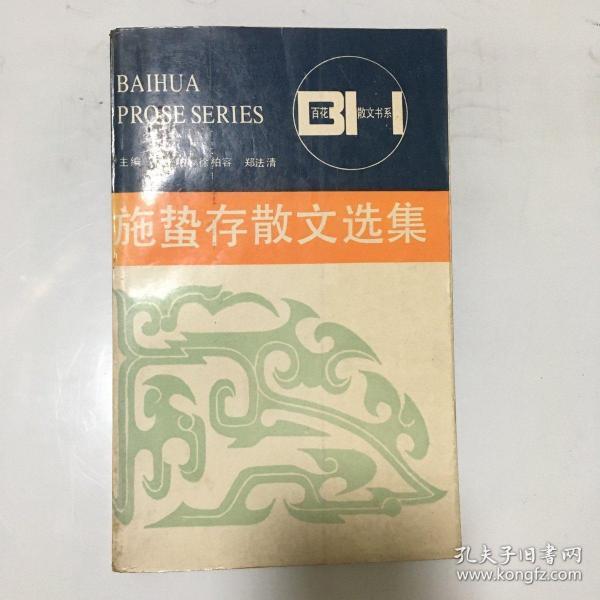 BAIHUA
PROSE SERIES
百花 BH 散文书系
主编 徐柏容 郑法清
施蛰存散文选集
孔夫子旧书网
www.kongfz.com